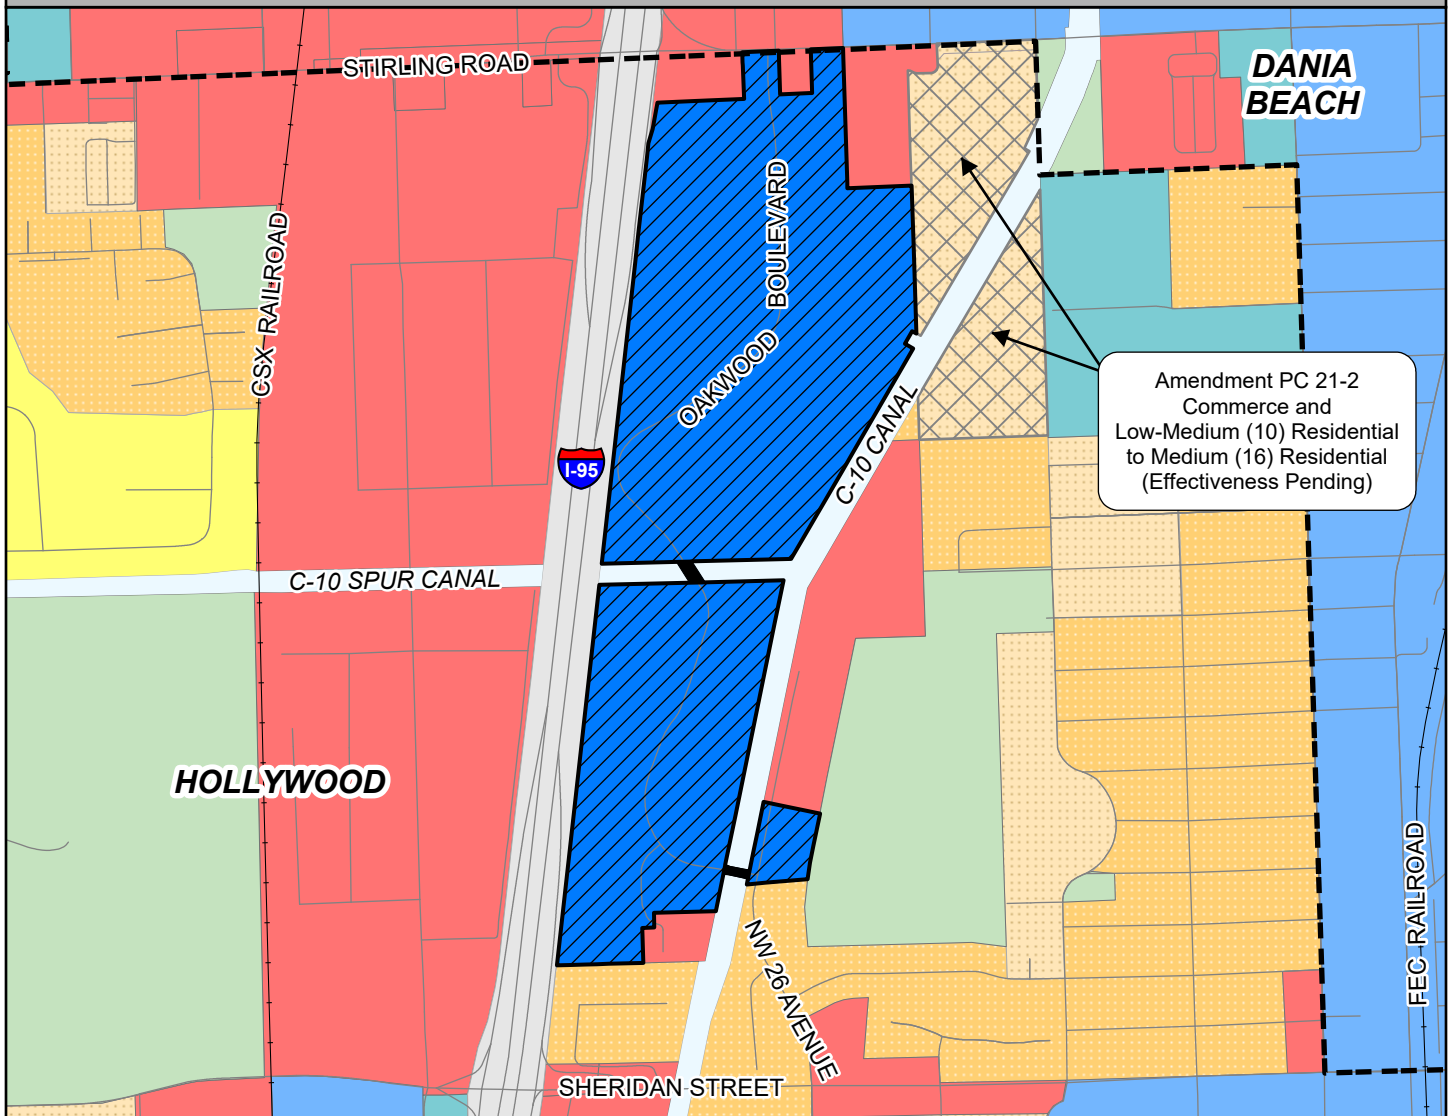 STIRLING ROAD
DANIA
BEACH
BOULEVARD
OAKWOOD
CSX RAILROAD
Amendment PC 21-2
Commerce and
Low-Medium (10) Residential
to Medium (16) Residential
(Effectiveness Pending)
C-10 CANAL
I-95
C-10 SPUR CANAL
HOLLYWOOD
FEC RAILROAD
NW 26 AVENUE
SHERIDAN STREET